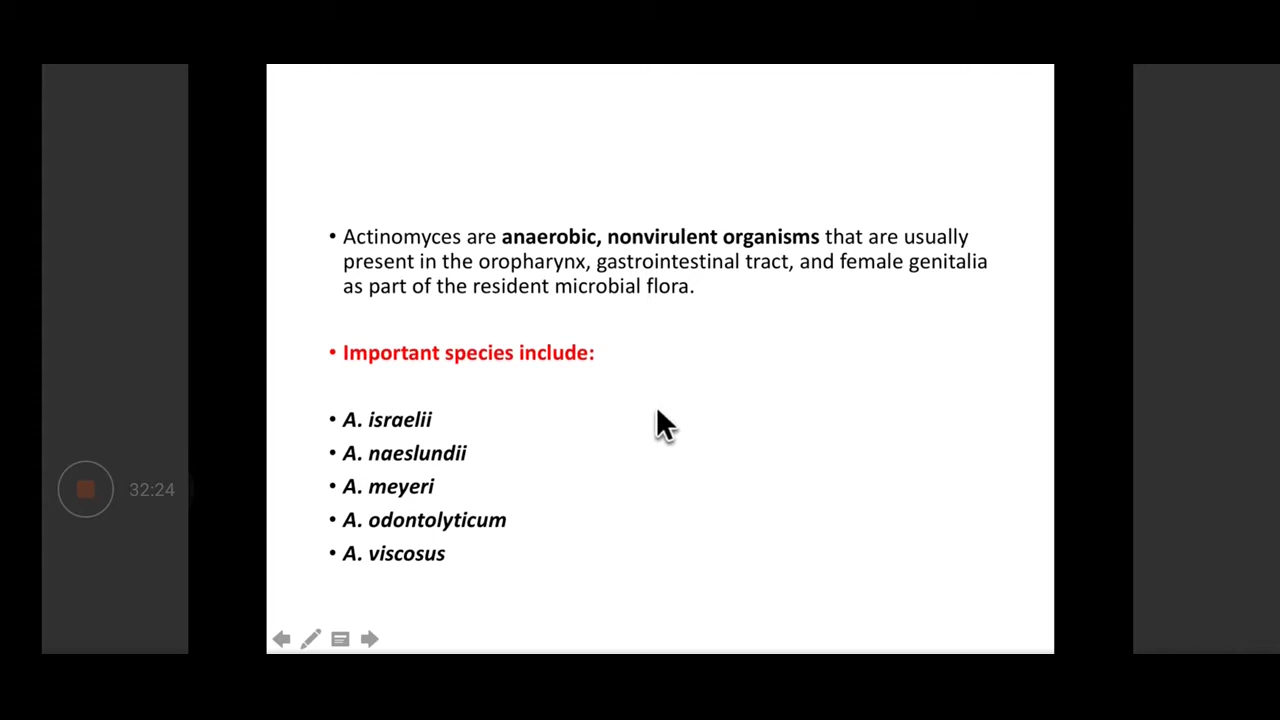 • Actinomyces are anaerobic, nonvirulent organisms that are usually
present in the oropharynx, gastrointestinal tract, and female genitalia
as part of the resident microbial flora.
• Important species include:
• A. israelii
• A. naeslundii
• A. meyeri
• A. odontolyticum
• A. viscosus
32:24